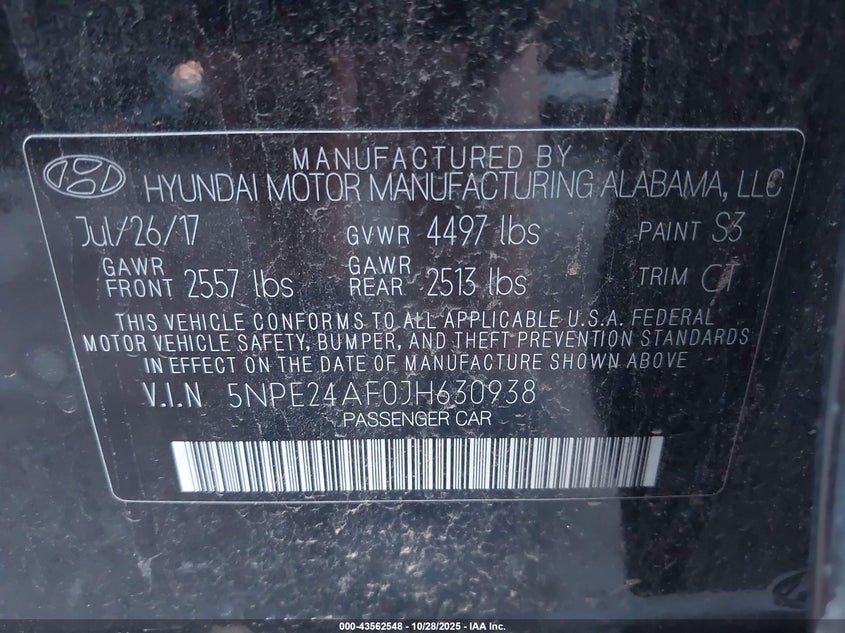 MANUFACTURED BY
HYUNDAI MOTOR MANUFACTURING ALABAMA, LLC
Jul/26/17 GVWR 4497 lbs PAINT S3
GAWR FRONT 2557 lbs GAWR REAR 2513 lbs TRIM CT
THIS VEHICLE CONFORMS TO ALL APPLICABLE U.S.A. FEDERAL
MOTOR VEHICLE SAFETY, BUMPER, AND THEFT PREVENTION STANDARDS
IN EFFECT ON THE DATE OF MANUFACTURE SHOWN ABOVE
V.I.N 5NPE24AF0JH630938
PASSENGER CAR
000-43562548 - 10/28/2025 - IAA Inc.